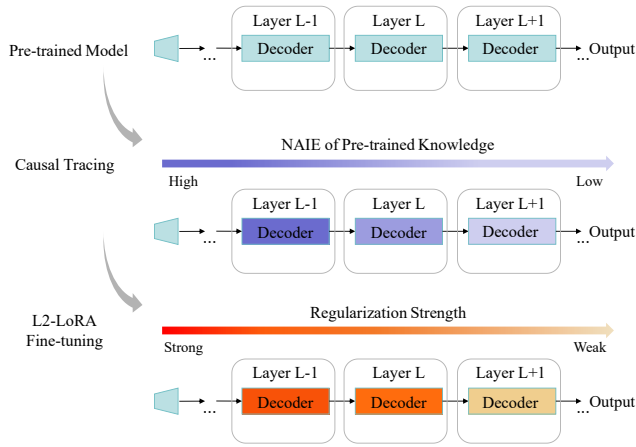 Layer L-1 Layer L Layer L+1
Pre-trained Model ... Decoder Decoder Decoder ... Output
NAIE of Pre-trained Knowledge
Causal Tracing
High Low
Layer L-1 Layer L Layer L+1
... Decoder Decoder Decoder ... Output
L2-LoRA
Fine-tuning
Regularization Strength
Strong Weak
Layer L-1 Layer L Layer L+1
... Decoder Decoder Decoder ... Output